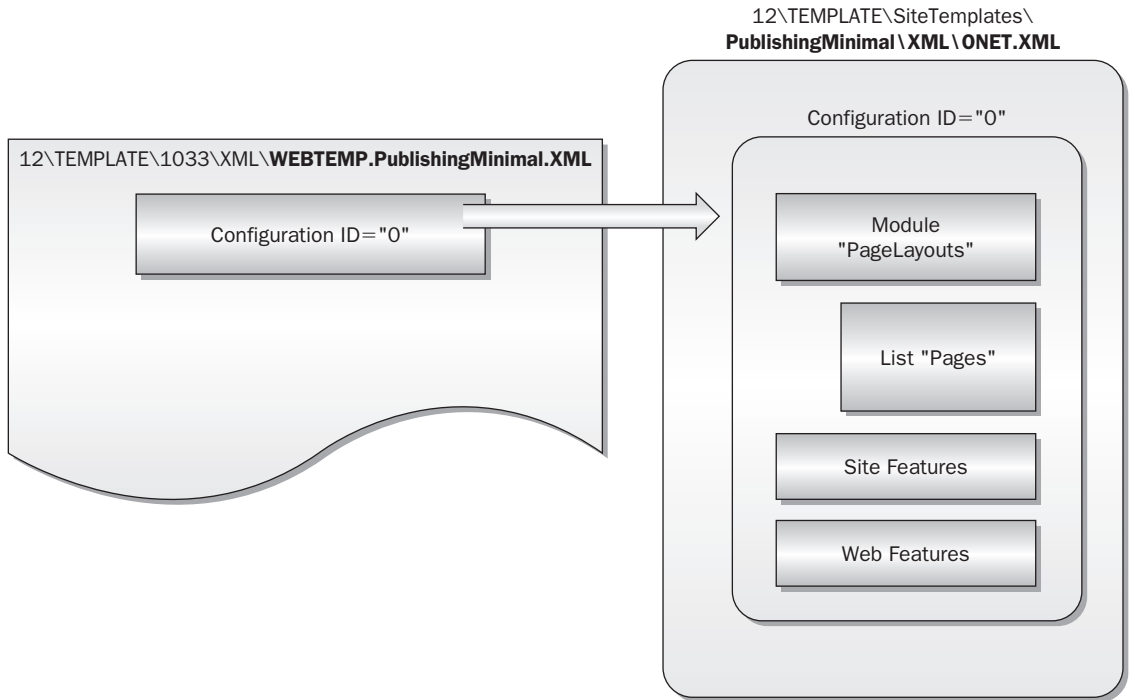 12\TEMPLATE\SiteTemplates\
PublishingMinimal\XML\ONET.XML
Configuration ID="0"
12\TEMPLATE\1033\XML\WEBTEMP.PublishingMinimal.XML
Configuration ID="0"
Module
"PageLayouts"
List "Pages"
Site Features
Web Features